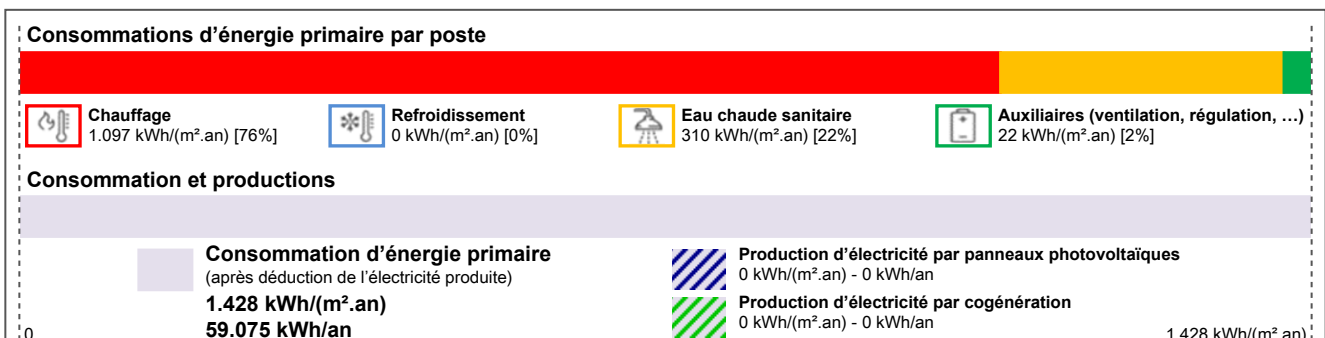 Consommations d'énergie primaire par poste
Chauffage
1.097 kWh/(m².an) [76%]
Refroidissement
0 kWh/(m².an) [0%]
Eau chaude sanitaire
310 kWh/(m².an) [22%]
Auxiliaires (ventilation, régulation, …)
22 kWh/(m².an) [2%]
Consommation et productions
Consommation d'énergie primaire
(après déduction de l'électricité produite)
1.428 kWh/(m².an)
59.075 kWh/an
Production d'électricité par panneaux photovoltaïques
0 kWh/(m².an) - 0 kWh/an
Production d'électricité par cogénération
0 kWh/(m².an) - 0 kWh/an
0
1.428 kWh/(m².an)